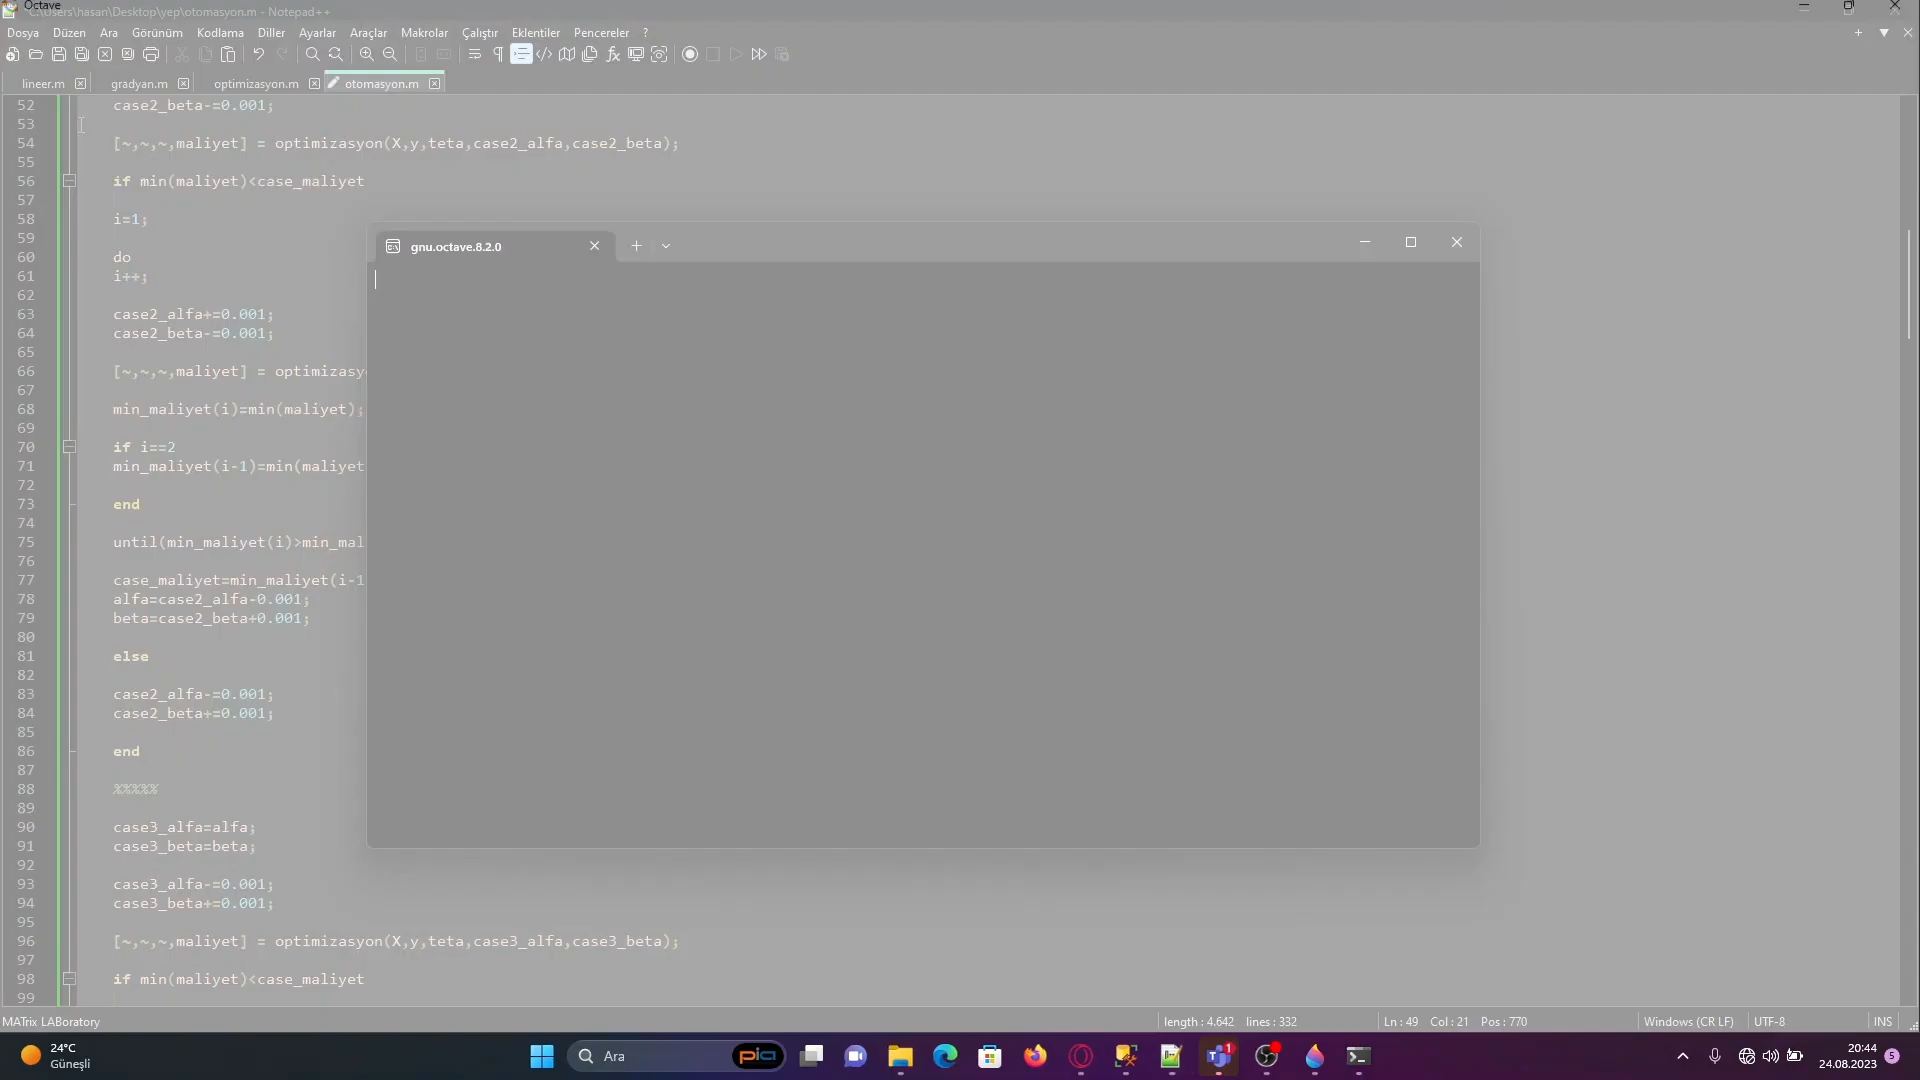 Octave
C:\Users\hasan\Desktop\yep\otomasyon.m - Notepad++
Dosya Düzen Ara Görünüm Kodlama Diller Ayarlar Araçlar Makrolar Çalıştır Eklentiler Pencereler ?
lineer.m gradyan.m optimizasyon.m otomasyon.m
52 case2_beta-=0.001;
53
54 [~,~,~,maliyet] = optimizasyon(X,y,teta,case2_alfa,case2_beta);
55
56 if min(maliyet)<case_maliyet
57
58 i=1;
59
60 do
61 i++;
62
63 case2_alfa+=0.001;
64 case2_beta-=0.001;
65
66 [~,~,~,maliyet] = optimizasy
67
68 min_maliyet(i)=min(maliyet);
69
70 if i==2
71 min_maliyet(i-1)=min(maliyet
72
73 end
74
75 until(min_maliyet(i)>min_mal
76
77 case_maliyet=min_maliyet(i-1
78 alfa=case2_alfa-0.001;
79 beta=case2_beta+0.001;
80
81 else
82
83 case2_alfa-=0.001;
84 case2_beta+=0.001;
85
86 end
87
88 %%%%%
89
90 case3_alfa=alfa;
91 case3_beta=beta;
92
93 case3_alfa-=0.001;
94 case3_beta+=0.001;
95
96 [~,~,~,maliyet] = optimizasyon(X,y,teta,case3_alfa,case3_beta);
97
98 if min(maliyet)<case_maliyet
99
gnu.octave.8.2.0
MATrix LABoratory length : 4.642 lines : 332 Ln : 49 Col : 21 Pos : 770 Windows (CR LF) UTF-8 INS
24°C
Güneşli
Ara
pia
1
20:44
24.08.2023
5